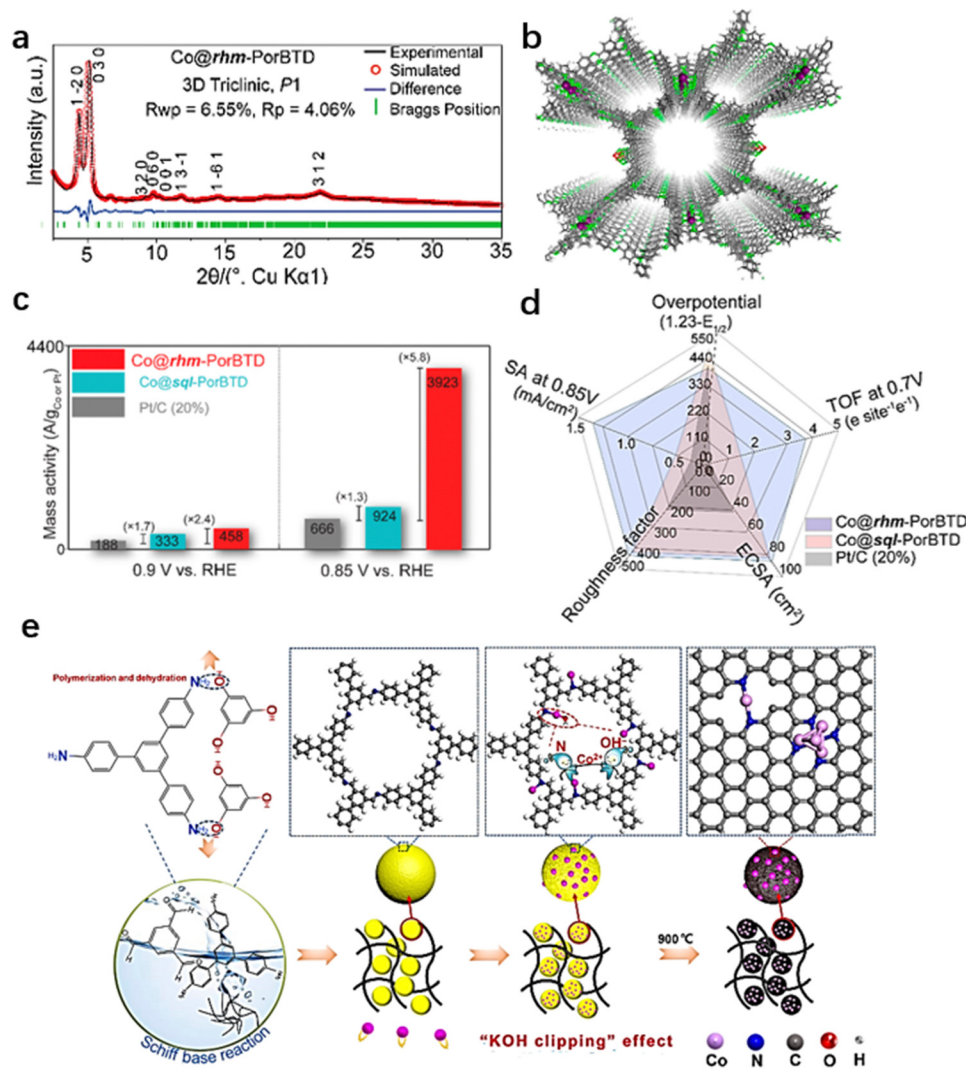 a
Co@rhm-PorBTD
3D Triclinic, P1
Rwp = 6.55%, Rp = 4.06%
Experimental
Simulated
Difference
Braggs Position
Intensity (a.u.)
1 -2 0
0 3 0
3 2 0
0 6 0
0 0 1
1 3 -1
1 -6 1
3 1 2
5 10 15 20 25 30 35
2θ/(°, Cu Kα1)
b
c
4400
0
Mass activity (A/gCo or Pt)
Co@rhm-PorBTD
Co@sql-PorBTD
Pt/C (20%)
188
(×1.7)
333
(×2.4)
458
666
(×1.3)
924
(×5.8)
3923
0.9 V vs. RHE
0.85 V vs. RHE
d
Overpotential
(1.23-E1/2)
550
440
330
220
110
0
SA at 0.85V
(mA/cm²)
1.5
1.0
0.5
TOF at 0.7V
(e site⁻¹e⁻¹)
1 2 3 4 5
Roughness factor
100
200
300
400
500
ECSA (cm²)
20
40
60
80
100
Co@rhm-PorBTD
Co@sql-PorBTD
Pt/C (20%)
e
Polymerization and dehydration
H₂N
OH
N
OH
Co²⁺
Schiff base reaction
900℃
"KOH clipping" effect
Co N C O H